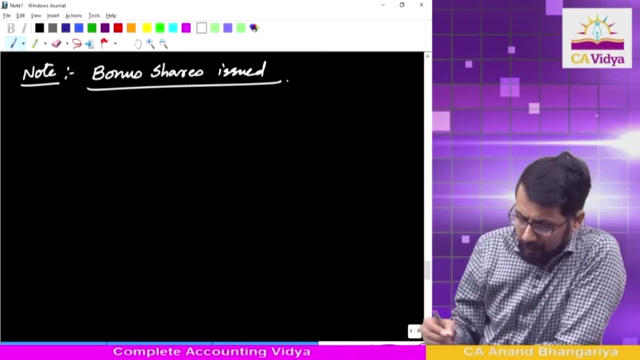 Note1 - Windows Journal
File Edit View Insert Actions Tools Help
B I
Note :- Bonus Shares issued
CA Vidya
Complete Accounting Vidya
CA Anand Bhangariya